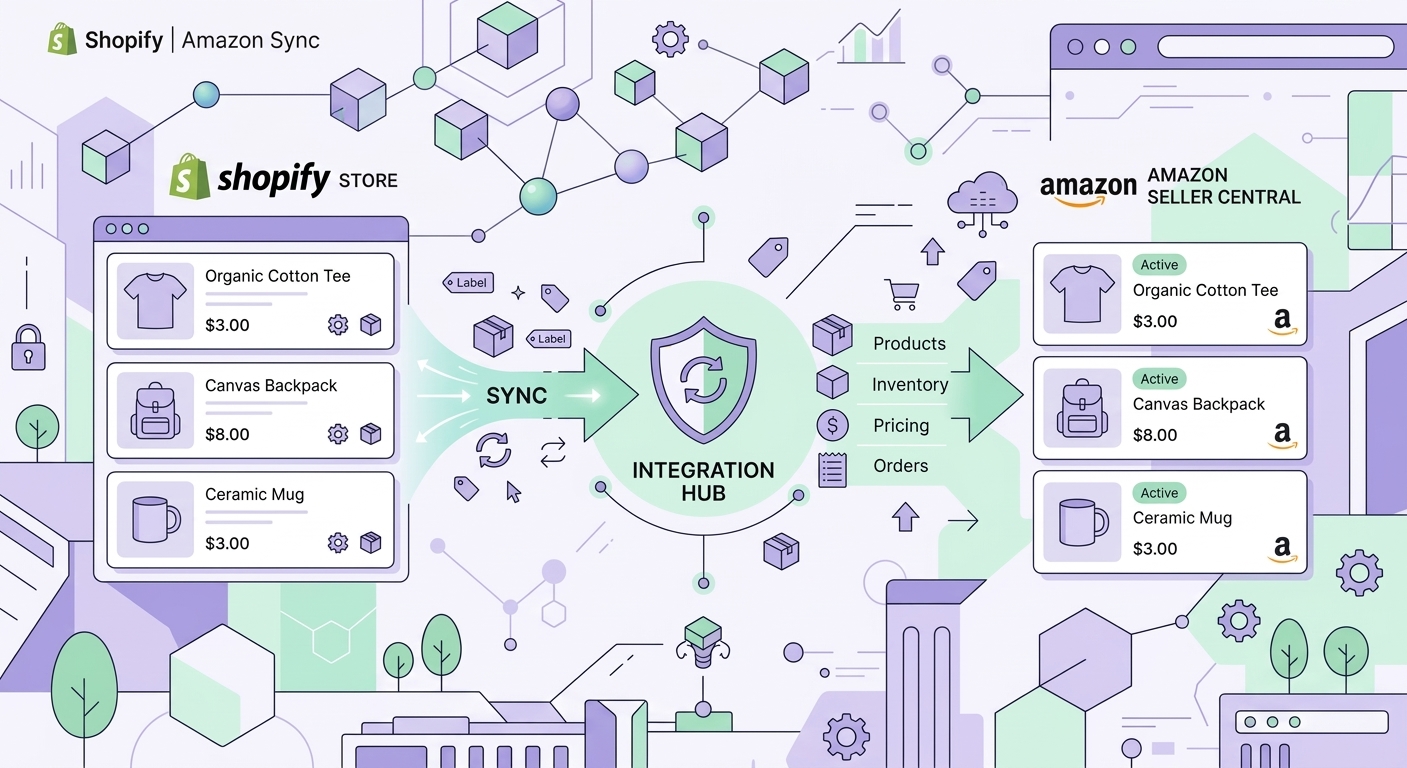 Shopify | Amazon Sync
shopify STORE
amazon AMAZON
SELLER CENTRAL
Organic Cotton Tee
$3.00
Canvas Backpack
$8.00
Ceramic Mug
$3.00
Label
Label
SYNC
INTEGRATION
HUB
Products
Inventory
$ Pricing
Orders
Active
Organic Cotton Tee
$3.00 a
Active
Canvas Backpack
$8.00 a
Active
Ceramic Mug
$3.00 a